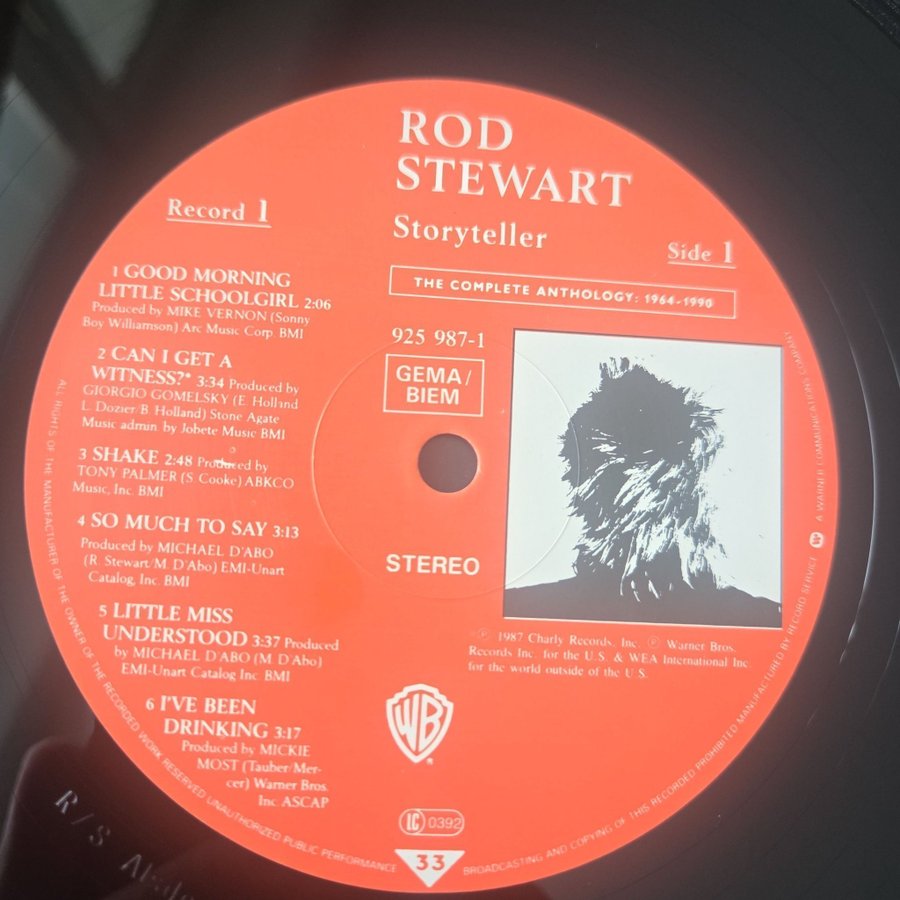 ROD
STEWART
Storyteller
Record 1
Side 1
THE COMPLETE ANTHOLOGY: 1964-1990
1 GOOD MORNING
LITTLE SCHOOLGIRL 2:06
Produced by MIKE VERNON (Sonny
Boy Williamson) Arc Music Corp. BMI
2 CAN I GET A
WITNESS?* 3:34 Produced by
GIORGIO GOMELSKY (E. Holland
L. Dozier/B. Holland) Stone Agate
Music admin. by Jobete Music BMI
3 SHAKE 2:48 Produced by
TONY PALMER (S. Cooke) ABKCO
Music, Inc. BMI
4 SO MUCH TO SAY 3:13
Produced by MICHAEL D'ABO
(R. Stewart/M. D'Abo) EMI-Unart
Catalog, Inc. BMI
5 LITTLE MISS
UNDERSTOOD 3:37 Produced
by MICHAEL D'ABO (M. D'Abo)
EMI-Unart Catalog Inc. BMI
6 I'VE BEEN
DRINKING 3:17
Produced by MICKIE
MOST (Tauber/Mer-
cer) Warner Bros.
Inc. ASCAP
925 987-1
GEMA/
BIEM
STEREO
℗ 1987 Charly Records, Inc. ℗ Warner Bros.
Records Inc. for the U.S. & WEA International Inc.
for the world outside of the U.S.
WB
®
LC 0392
33
ALL RIGHTS OF THE MANUFACTURER OF THE OWNER OF THE RECORDED WORK RESERVED UNAUTHORIZED PUBLIC PERFORMANCE
BROADCASTING AND COPYING OF THIS RECORD PROHIBITED MANUFACTURED BY RECORD SERVICE
A WARNER COMMUNICATIONS COMPANY
R/S